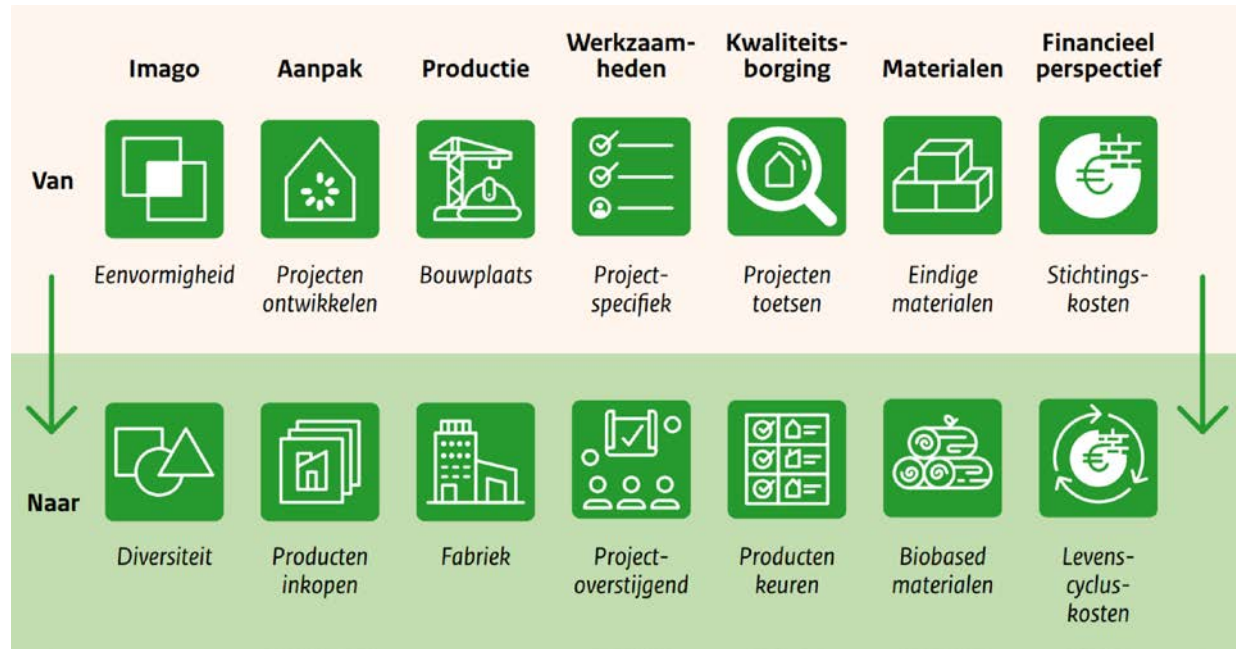 Imago
Aanpak
Productie
Werkzaam-
heden
Kwaliteits-
borging
Materialen
Financieel
perspectief
Van
Eenvormigheid
Projecten
ontwikkelen
Bouwplaats
Project-
specifiek
Projecten
toetsen
Eindige
materialen
Stichtings-
kosten
Naar
Diversiteit
Producten
inkopen
Fabriek
Project-
overstijgend
Producten
keuren
Biobased
materialen
Levens-
cyclus-
kosten